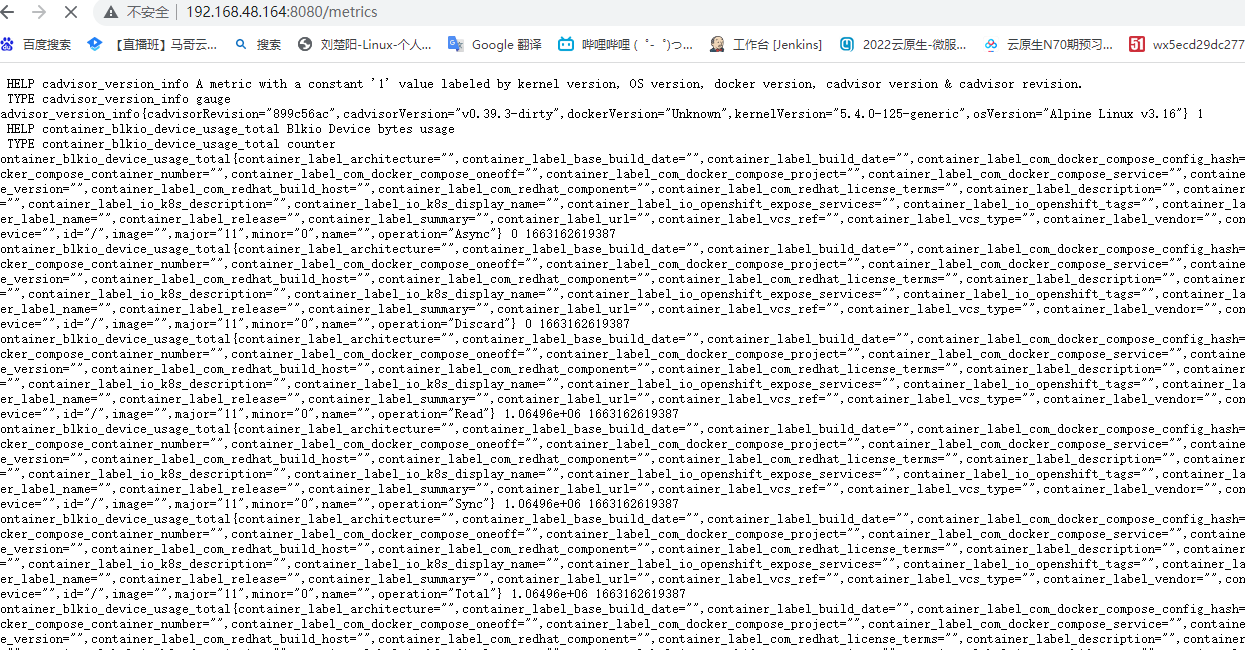 不安全 | 192.168.48.164:8080/metrics
百度搜索 【直播班】马哥云... 搜索 刘楚阳-Linux-个人... Google 翻译 哔哩哔哩 ( ゜- ゜)つ... 工作台 [Jenkins] 2022云原生-微服... 云原生N70期预习... 51 wx5ecd29dc277
HELP cadvisor_version_info A metric with a constant '1' value labeled by kernel version, OS version, docker version, cadvisor version & cadvisor revision.
TYPE cadvisor_version_info gauge
advisor_version_info{cadvisorRevision="899c56ac",cadvisorVersion="v0.39.3-dirty",dockerVersion="Unknown",kernelVersion="5.4.0-125-generic",osVersion="Alpine Linux v3.16"} 1
HELP container_blkio_device_usage_total Blkio Device bytes usage
TYPE container_blkio_device_usage_total counter
ontainer_blkio_device_usage_total{container_label_architecture="",container_label_base_build_date="",container_label_build_date="",container_label_com_docker_compose_config_hash=
cker_compose_container_number="",container_label_com_docker_compose_oneoff="",container_label_com_docker_compose_project="",container_label_com_docker_compose_service="",containe
e_version="",container_label_com_redhat_build_host="",container_label_com_redhat_component="",container_label_com_redhat_license_terms="",container_label_description="",container
="",container_label_io_k8s_description="",container_label_io_k8s_display_name="",container_label_io_openshift_expose_services="",container_label_io_openshift_tags="",container_la
er_label_name="",container_label_release="",container_label_summary="",container_label_url="",container_label_vcs_ref="",container_label_vcs_type="",container_label_vendor="",con
evice="",id="/",image="",major="11",minor="0",name="",operation="Async"} 0 1663162619387
ontainer_blkio_device_usage_total{container_label_architecture="",container_label_base_build_date="",container_label_build_date="",container_label_com_docker_compose_config_hash=
cker_compose_container_number="",container_label_com_docker_compose_oneoff="",container_label_com_docker_compose_project="",container_label_com_docker_compose_service="",containe
e_version="",container_label_com_redhat_build_host="",container_label_com_redhat_component="",container_label_com_redhat_license_terms="",container_label_description="",container
="",container_label_io_k8s_description="",container_label_io_k8s_display_name="",container_label_io_openshift_expose_services="",container_label_io_openshift_tags="",container_la
er_label_name="",container_label_release="",container_label_summary="",container_label_url="",container_label_vcs_ref="",container_label_vcs_type="",container_label_vendor="",con
evice="",id="/",image="",major="11",minor="0",name="",operation="Discard"} 0 1663162619387
ontainer_blkio_device_usage_total{container_label_architecture="",container_label_base_build_date="",container_label_build_date="",container_label_com_docker_compose_config_hash=
cker_compose_container_number="",container_label_com_docker_compose_oneoff="",container_label_com_docker_compose_project="",container_label_com_docker_compose_service="",containe
e_version="",container_label_com_redhat_build_host="",container_label_com_redhat_component="",container_label_com_redhat_license_terms="",container_label_description="",container
="",container_label_io_k8s_description="",container_label_io_k8s_display_name="",container_label_io_openshift_expose_services="",container_label_io_openshift_tags="",container_la
er_label_name="",container_label_release="",container_label_summary="",container_label_url="",container_label_vcs_ref="",container_label_vcs_type="",container_label_vendor="",con
evice="",id="/",image="",major="11",minor="0",name="",operation="Read"} 1.06496e+06 1663162619387
ontainer_blkio_device_usage_total{container_label_architecture="",container_label_base_build_date="",container_label_build_date="",container_label_com_docker_compose_config_hash=
cker_compose_container_number="",container_label_com_docker_compose_oneoff="",container_label_com_docker_compose_project="",container_label_com_docker_compose_service="",containe
e_version="",container_label_com_redhat_build_host="",container_label_com_redhat_component="",container_label_com_redhat_license_terms="",container_label_description="",container
="",container_label_io_k8s_description="",container_label_io_k8s_display_name="",container_label_io_openshift_expose_services="",container_label_io_openshift_tags="",container_la
er_label_name="",container_label_release="",container_label_summary="",container_label_url="",container_label_vcs_ref="",container_label_vcs_type="",container_label_vendor="",con
evice="",id="/",image="",major="11",minor="0",name="",operation="Sync"} 1.06496e+06 1663162619387
ontainer_blkio_device_usage_total{container_label_architecture="",container_label_base_build_date="",container_label_build_date="",container_label_com_docker_compose_config_hash=
cker_compose_container_number="",container_label_com_docker_compose_oneoff="",container_label_com_docker_compose_project="",container_label_com_docker_compose_service="",containe
e_version="",container_label_com_redhat_build_host="",container_label_com_redhat_component="",container_label_com_redhat_license_terms="",container_label_description="",container
="",container_label_io_k8s_description="",container_label_io_k8s_display_name="",container_label_io_openshift_expose_services="",container_label_io_openshift_tags="",container_la
er_label_name="",container_label_release="",container_label_summary="",container_label_url="",container_label_vcs_ref="",container_label_vcs_type="",container_label_vendor="",con
evice="",id="/",image="",major="11",minor="0",name="",operation="Total"} 1.06496e+06 1663162619387
ontainer_blkio_device_usage_total{container_label_architecture="",container_label_base_build_date="",container_label_build_date="",container_label_com_docker_compose_config_hash=
cker_compose_container_number="",container_label_com_docker_compose_oneoff="",container_label_com_docker_compose_project="",container_label_com_docker_compose_service="",containe
e_version="",container_label_com_redhat_build_host="",container_label_com_redhat_component="",container_label_com_redhat_license_terms="",container_label_description="",container